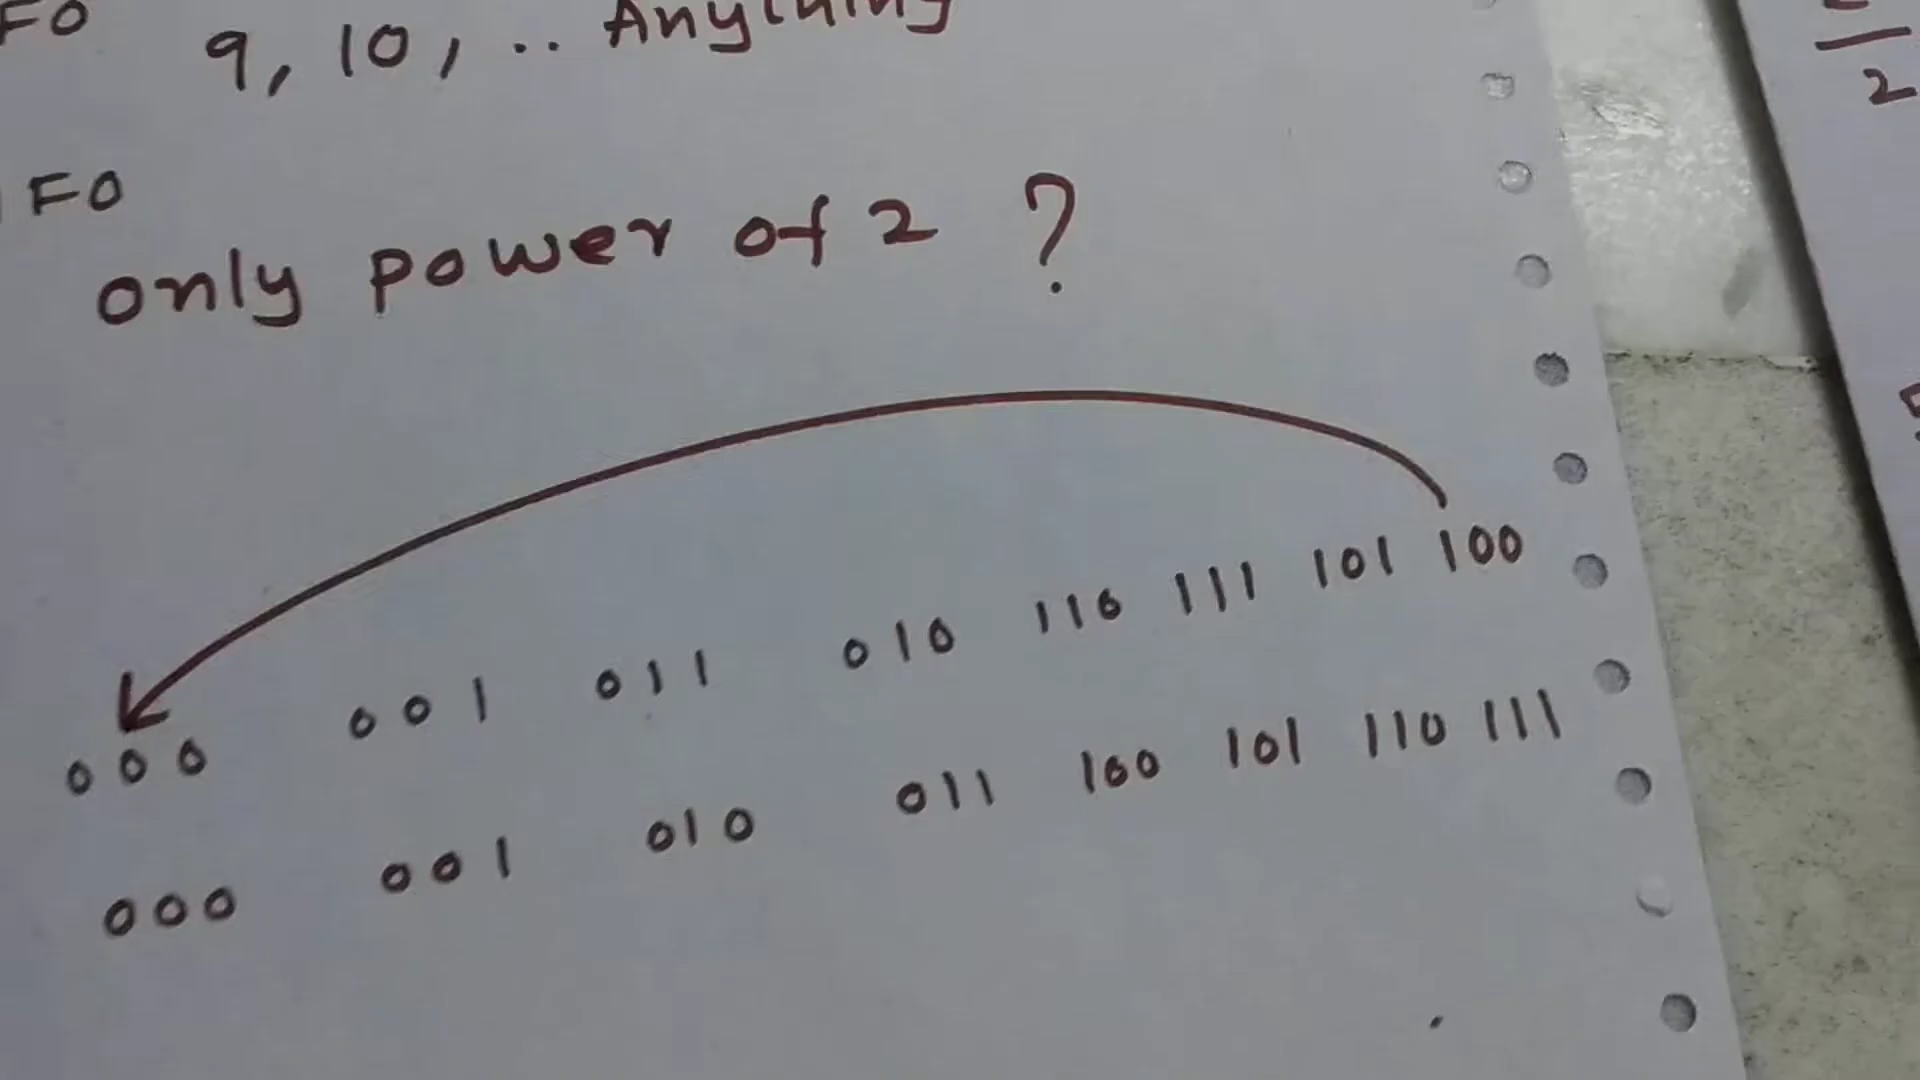 FO
9, 10, .. Anything
FO
only power of 2 ?
000 001 011 010 110 111 101 100
000 001 010 011 100 101 110 111
2